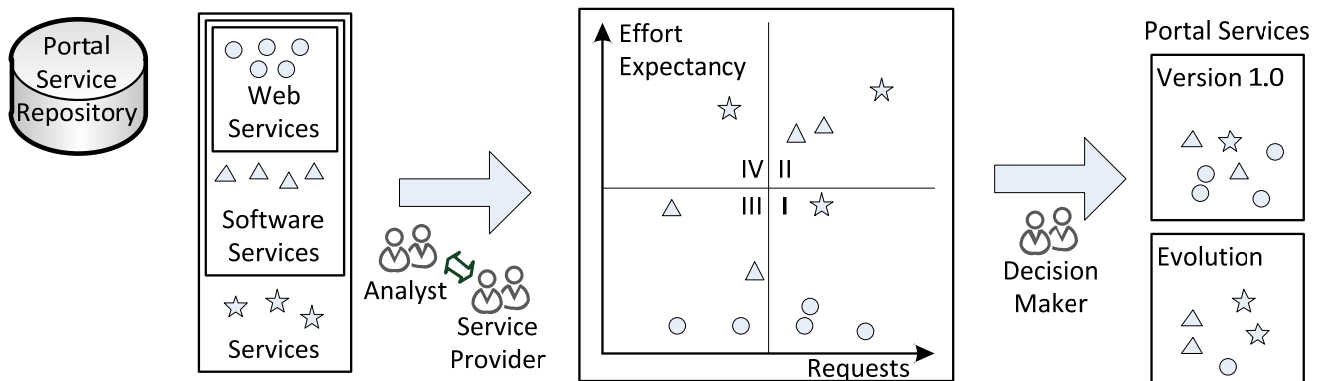 Portal
Service
Repository
Web
Services
Software
Services
Services
Analyst
Service
Provider
Effort
Expectancy
IV II
III I
Requests
Decision
Maker
Portal Services
Version 1.0
Evolution